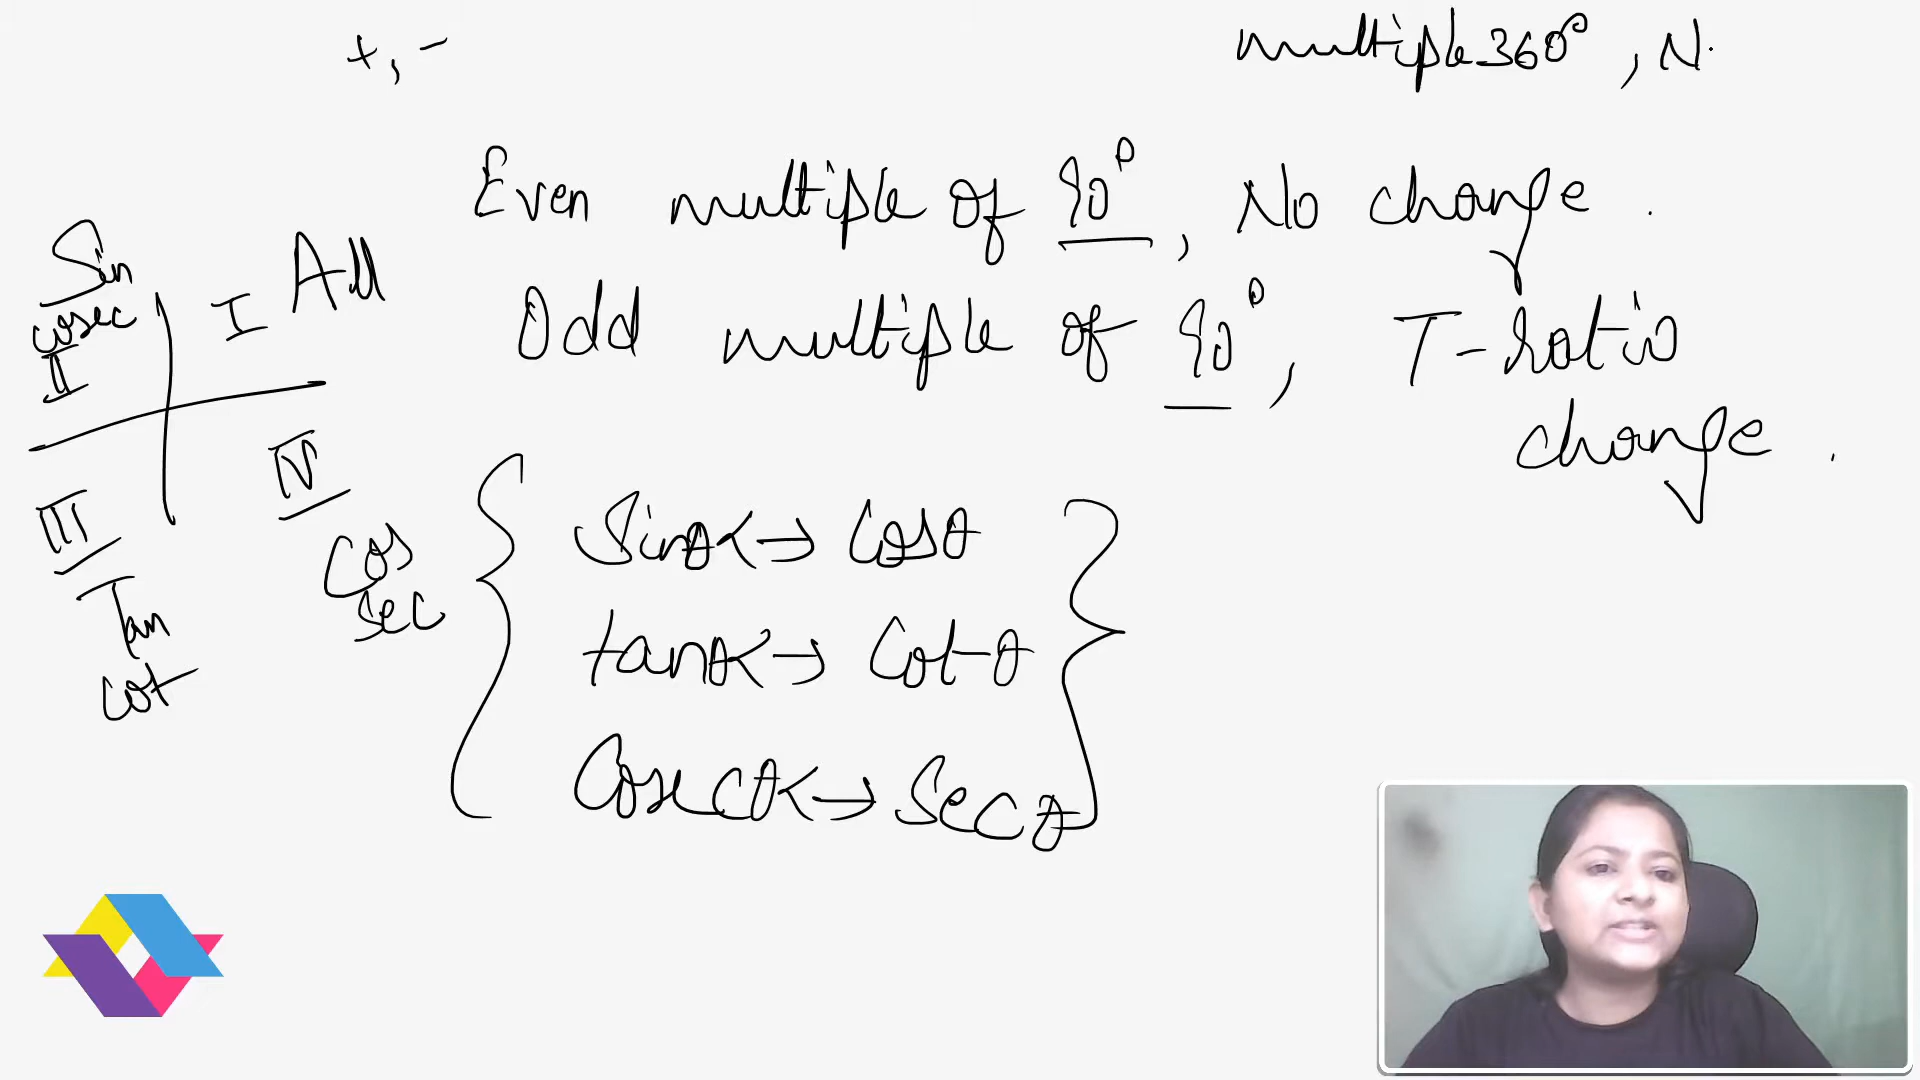 +, -
multiple 360°, N.
Even multiple of 90°, No change.
Odd multiple of 90°, T-ratio
change.
Sin
cosec
II
I All
III
Tan
cot
IV
Cos
sec
Sinθ <-> Cosθ
tanθ <-> Cotθ
Cosecθ <-> Secθ